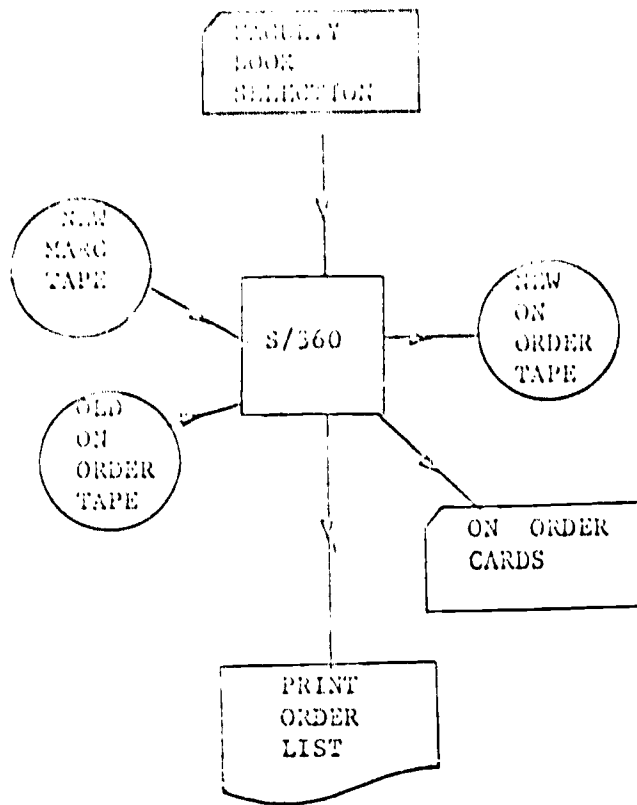 FACULTY
BOOK
SELECTION
NEW
MARC
TAPE
S/360
NEW
ON
ORDER
TAPE
OLD
ON
ORDER
TAPE
ON ORDER
CARDS
PRINT
ORDER
LIST